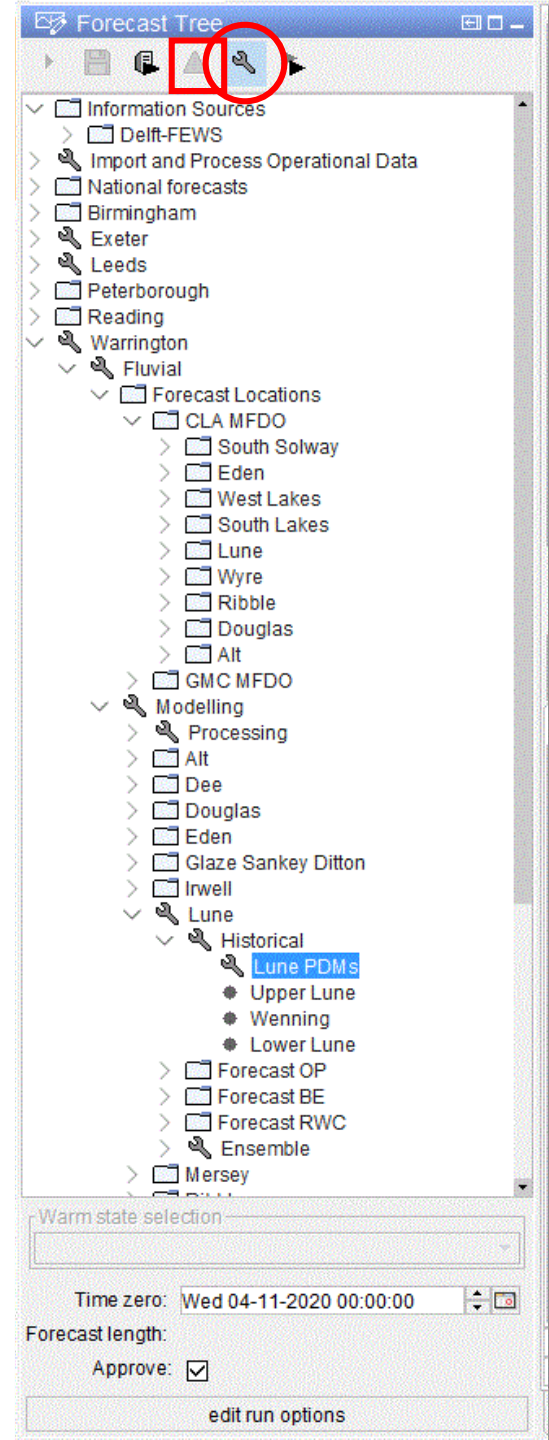 Forecast Tree
Information Sources
Delft-FEWS
Import and Process Operational Data
National forecasts
Birmingham
Exeter
Leeds
Peterborough
Reading
Warrington
Fluvial
Forecast Locations
CLA MFDO
South Solway
Eden
West Lakes
South Lakes
Lune
Wyre
Ribble
Douglas
Alt
GMC MFDO
Modelling
Processing
Alt
Dee
Douglas
Eden
Glaze Sankey Ditton
Irwell
Lune
Historical
Lune PDMs
Upper Lune
Wenning
Lower Lune
Forecast OP
Forecast BE
Forecast RWC
Ensemble
Mersey
Warm state selection
Time zero: Wed 04-11-2020 00:00:00
Forecast length:
Approve:
edit run options